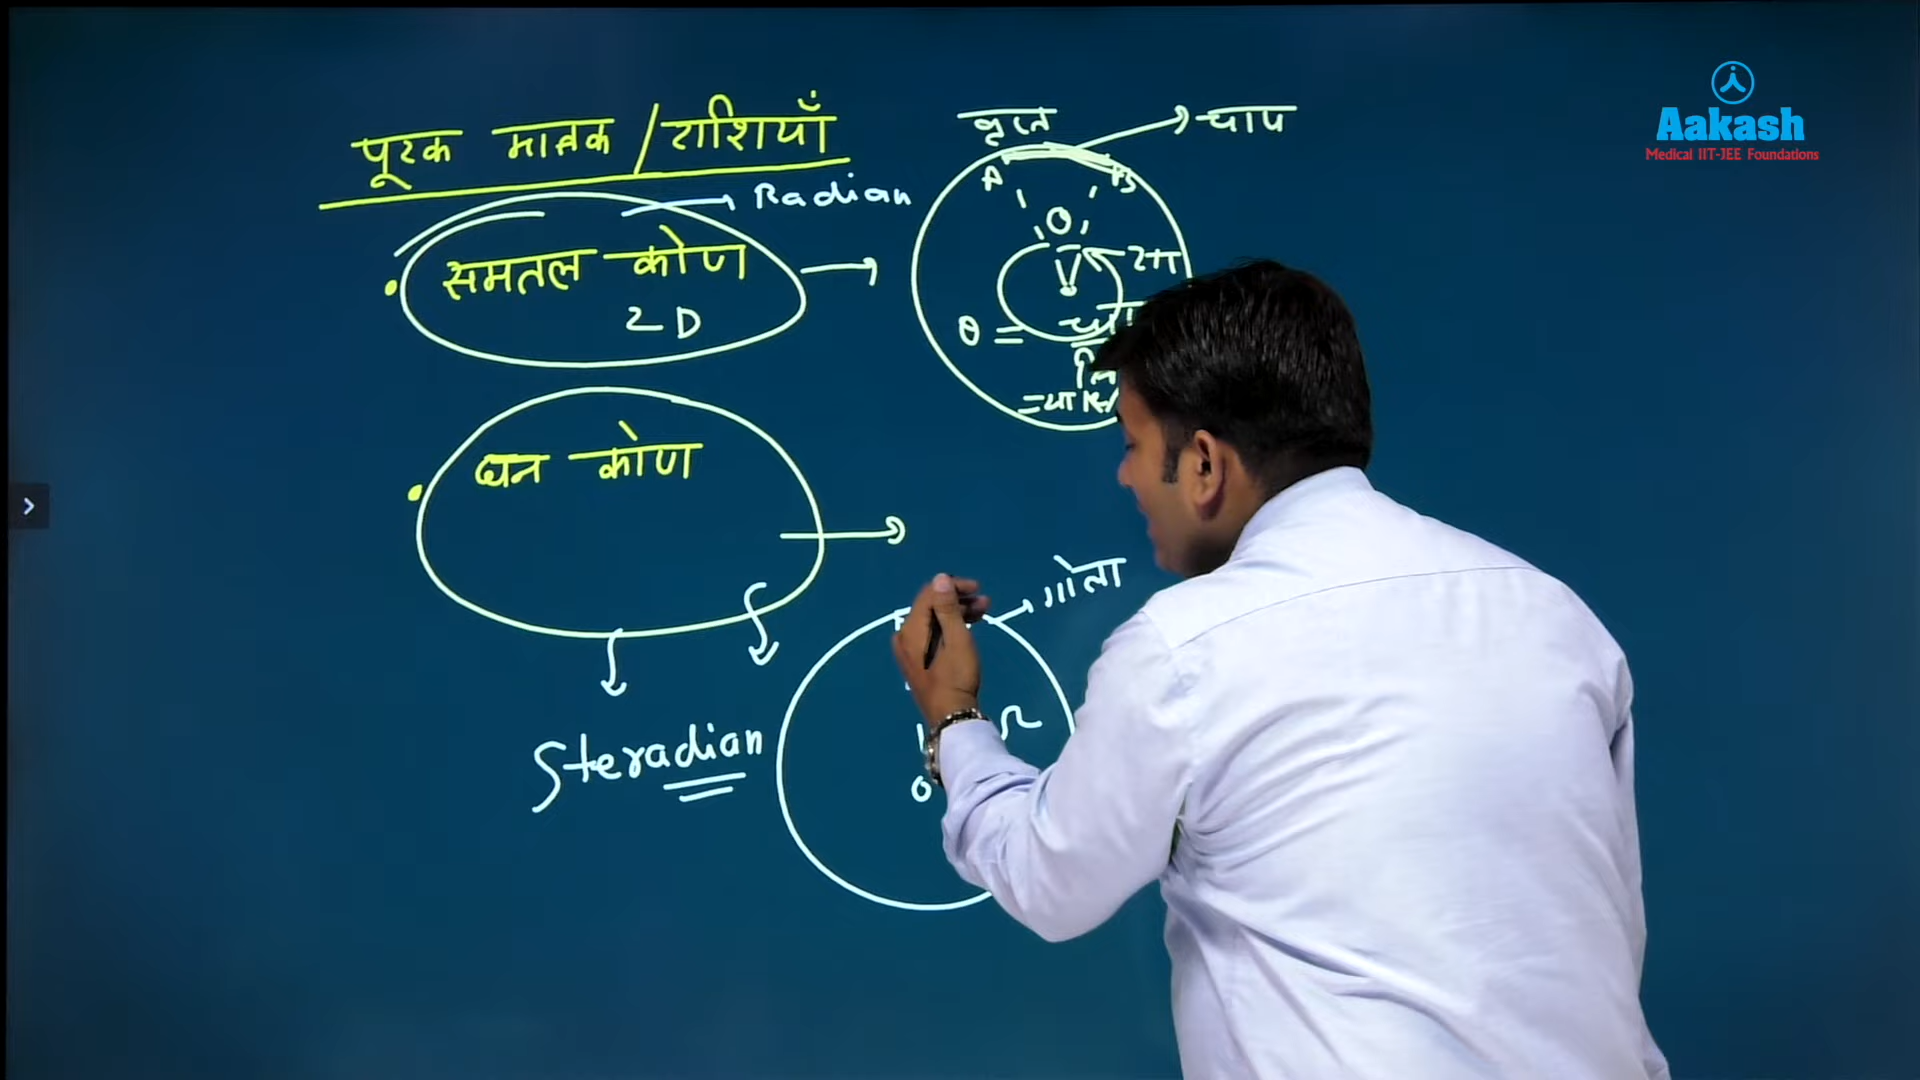 पूरक मात्रक / राशियाँ
Radian
समतल कोण
2D
वृत्त
चाप
A B
θ =
घन कोण
गोला
Steradian
Ω
O
Aakash
Medical IIT-JEE Foundations